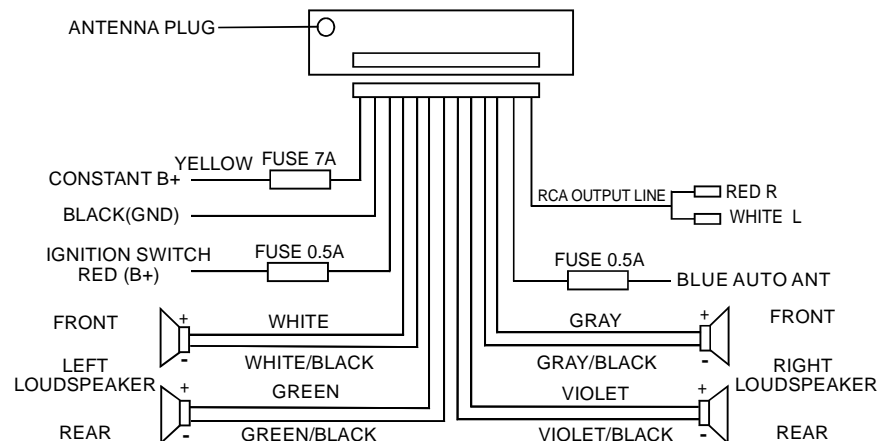 ANTENNA PLUG
YELLOW FUSE 7A
CONSTANT B+
BLACK(GND)
IGNITION SWITCH
RED (B+)
FUSE 0.5A
RCA OUTPUT LINE
RED R
WHITE L
FUSE 0.5A
BLUE AUTO ANT
FRONT
+
-
WHITE
WHITE/BLACK
LEFT
LOUDSPEAKER
+
-
GREEN
GREEN/BLACK
REAR
GRAY
GRAY/BLACK
+
-
FRONT
RIGHT
LOUDSPEAKER
VIOLET
VIOLET/BLACK
+
-
REAR